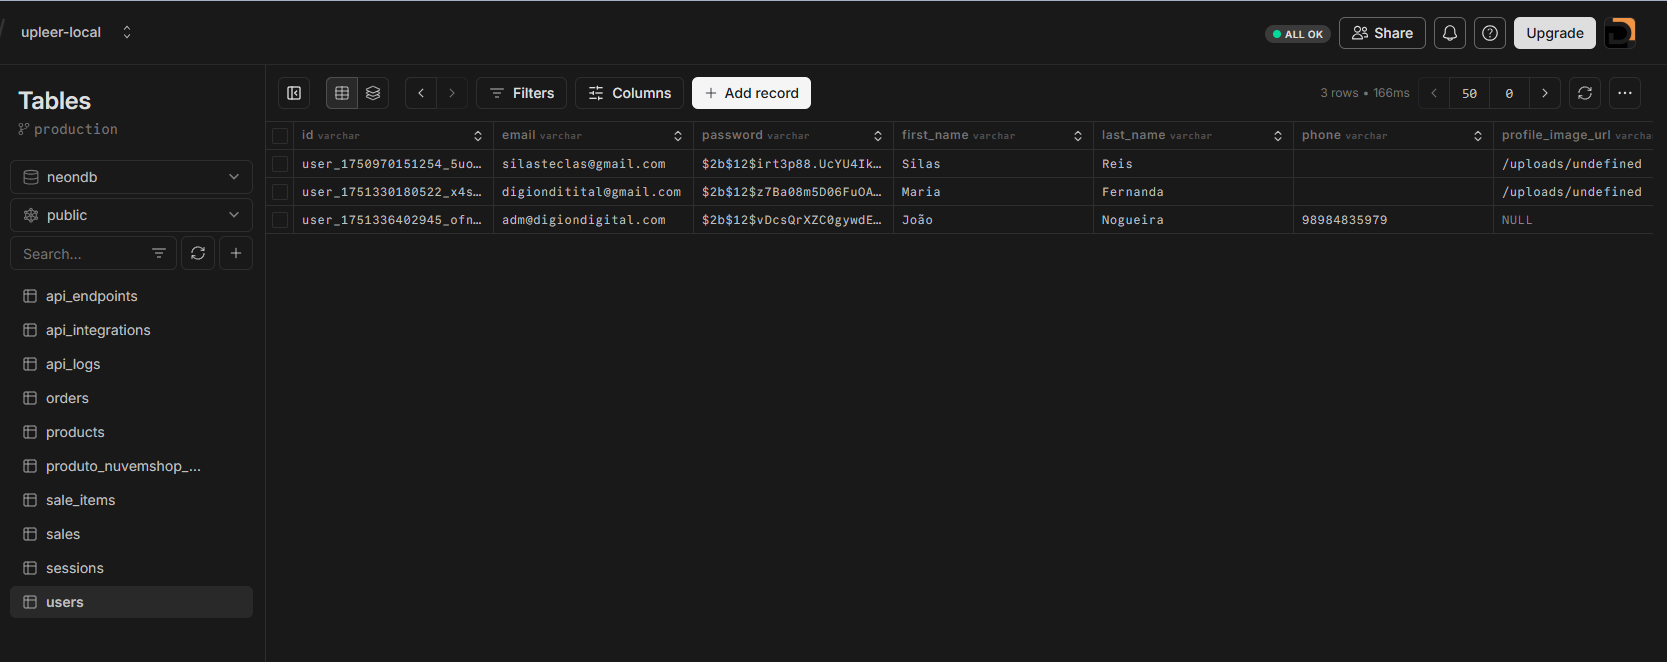 upleer-local
ALL OK
Share
Upgrade
Tables
production
neondb
public
Search...
api_endpoints
api_integrations
api_logs
orders
products
produto_nuvemshop_...
sale_items
sales
sessions
users
Filters
Columns
Add record
3 rows • 166ms
50
0
id varchar email varchar password varchar first_name varchar last_name varchar phone varchar profile_image_url varcha
user_1750970151254_5uo… silasteclas@gmail.com $2b$12$irt3p88.UcYU4Ik… Silas Reis /uploads/undefined
user_1751330180522_x4s… digionditital@gmail.com $2b$12$z7Ba08m5D06FuOA… Maria Fernanda /uploads/undefined
user_1751336402945_ofn… adm@digiondigital.com $2b$12$vDcsQrXZC0gywdE… João Nogueira 98984835979 NULL